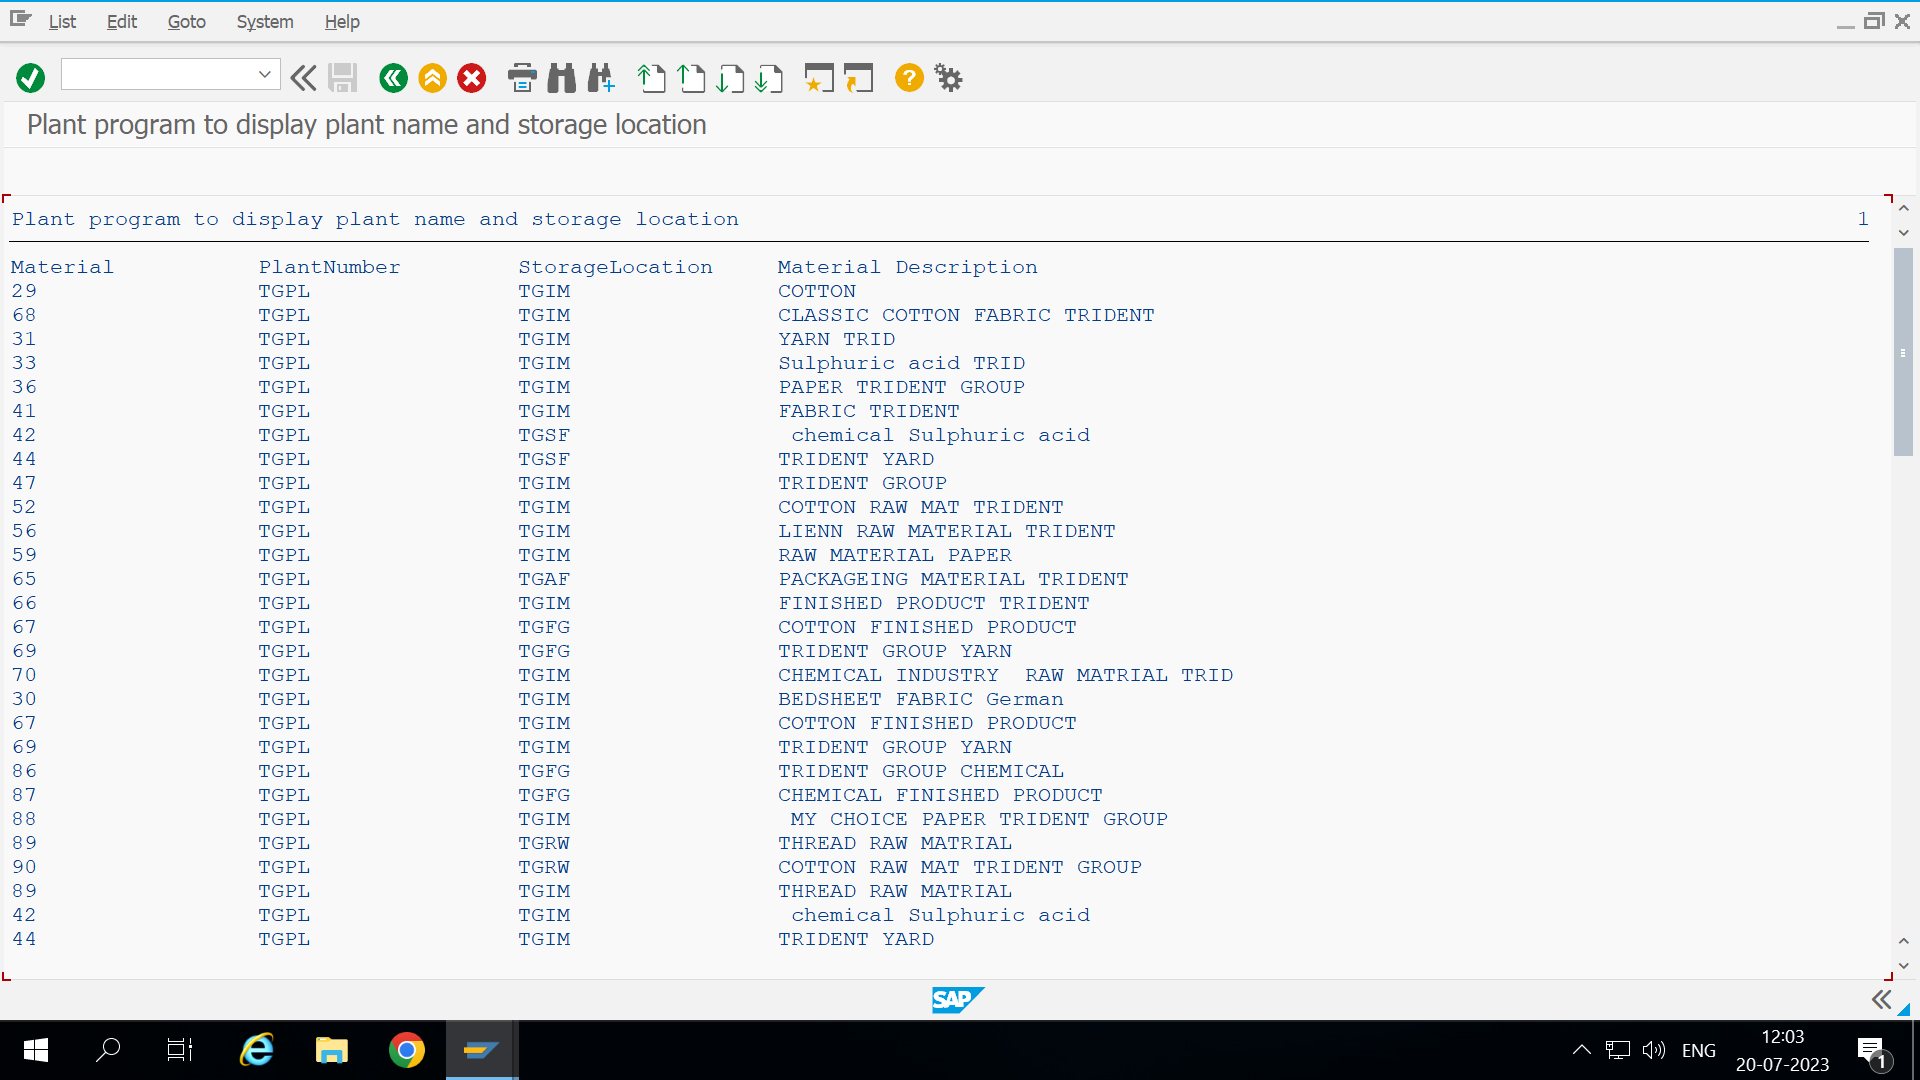 List Edit Goto System Help
Plant program to display plant name and storage location
Plant program to display plant name and storage location 1
Material PlantNumber StorageLocation Material Description
29 TGPL TGIM COTTON
68 TGPL TGIM CLASSIC COTTON FABRIC TRIDENT
31 TGPL TGIM YARN TRID
33 TGPL TGIM Sulphuric acid TRID
36 TGPL TGIM PAPER TRIDENT GROUP
41 TGPL TGIM FABRIC TRIDENT
42 TGPL TGSF chemical Sulphuric acid
44 TGPL TGSF TRIDENT YARD
47 TGPL TGIM TRIDENT GROUP
52 TGPL TGIM COTTON RAW MAT TRIDENT
56 TGPL TGIM LIENN RAW MATERIAL TRIDENT
59 TGPL TGIM RAW MATERIAL PAPER
65 TGPL TGAF PACKAGEING MATERIAL TRIDENT
66 TGPL TGIM FINISHED PRODUCT TRIDENT
67 TGPL TGFG COTTON FINISHED PRODUCT
69 TGPL TGFG TRIDENT GROUP YARN
70 TGPL TGIM CHEMICAL INDUSTRY  RAW MATRIAL TRID
30 TGPL TGIM BEDSHEET FABRIC German
67 TGPL TGIM COTTON FINISHED PRODUCT
69 TGPL TGIM TRIDENT GROUP YARN
86 TGPL TGFG TRIDENT GROUP CHEMICAL
87 TGPL TGFG CHEMICAL FINISHED PRODUCT
88 TGPL TGIM MY CHOICE PAPER TRIDENT GROUP
89 TGPL TGRW THREAD RAW MATRIAL
90 TGPL TGRW COTTON RAW MAT TRIDENT GROUP
89 TGPL TGIM THREAD RAW MATRIAL
42 TGPL TGIM chemical Sulphuric acid
44 TGPL TGIM TRIDENT YARD
SAP
ENG
12:03
20-07-2023
1